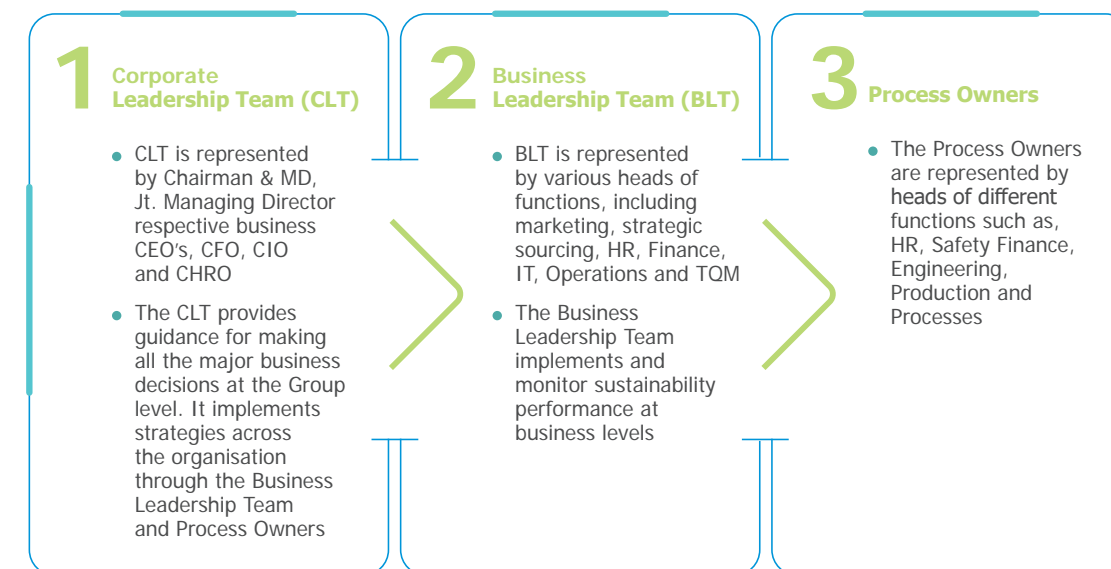 1
Corporate
Leadership Team (CLT)
• CLT is represented
by Chairman & MD,
Jt. Managing Director
respective business
CEO's, CFO, CIO
and CHRO
• The CLT provides
guidance for making
all the major business
decisions at the Group
level. It implements
strategies across
the organisation
through the Business
Leadership Team
and Process Owners
2
Business
Leadership Team (BLT)
• BLT is represented
by various heads of
functions, including
marketing, strategic
sourcing, HR, Finance,
IT, Operations and TQM
• The Business
Leadership Team
implements and
monitor sustainability
performance at
business levels
3
Process Owners
• The Process Owners
are represented by
heads of different
functions such as,
HR, Safety Finance,
Engineering,
Production and
Processes